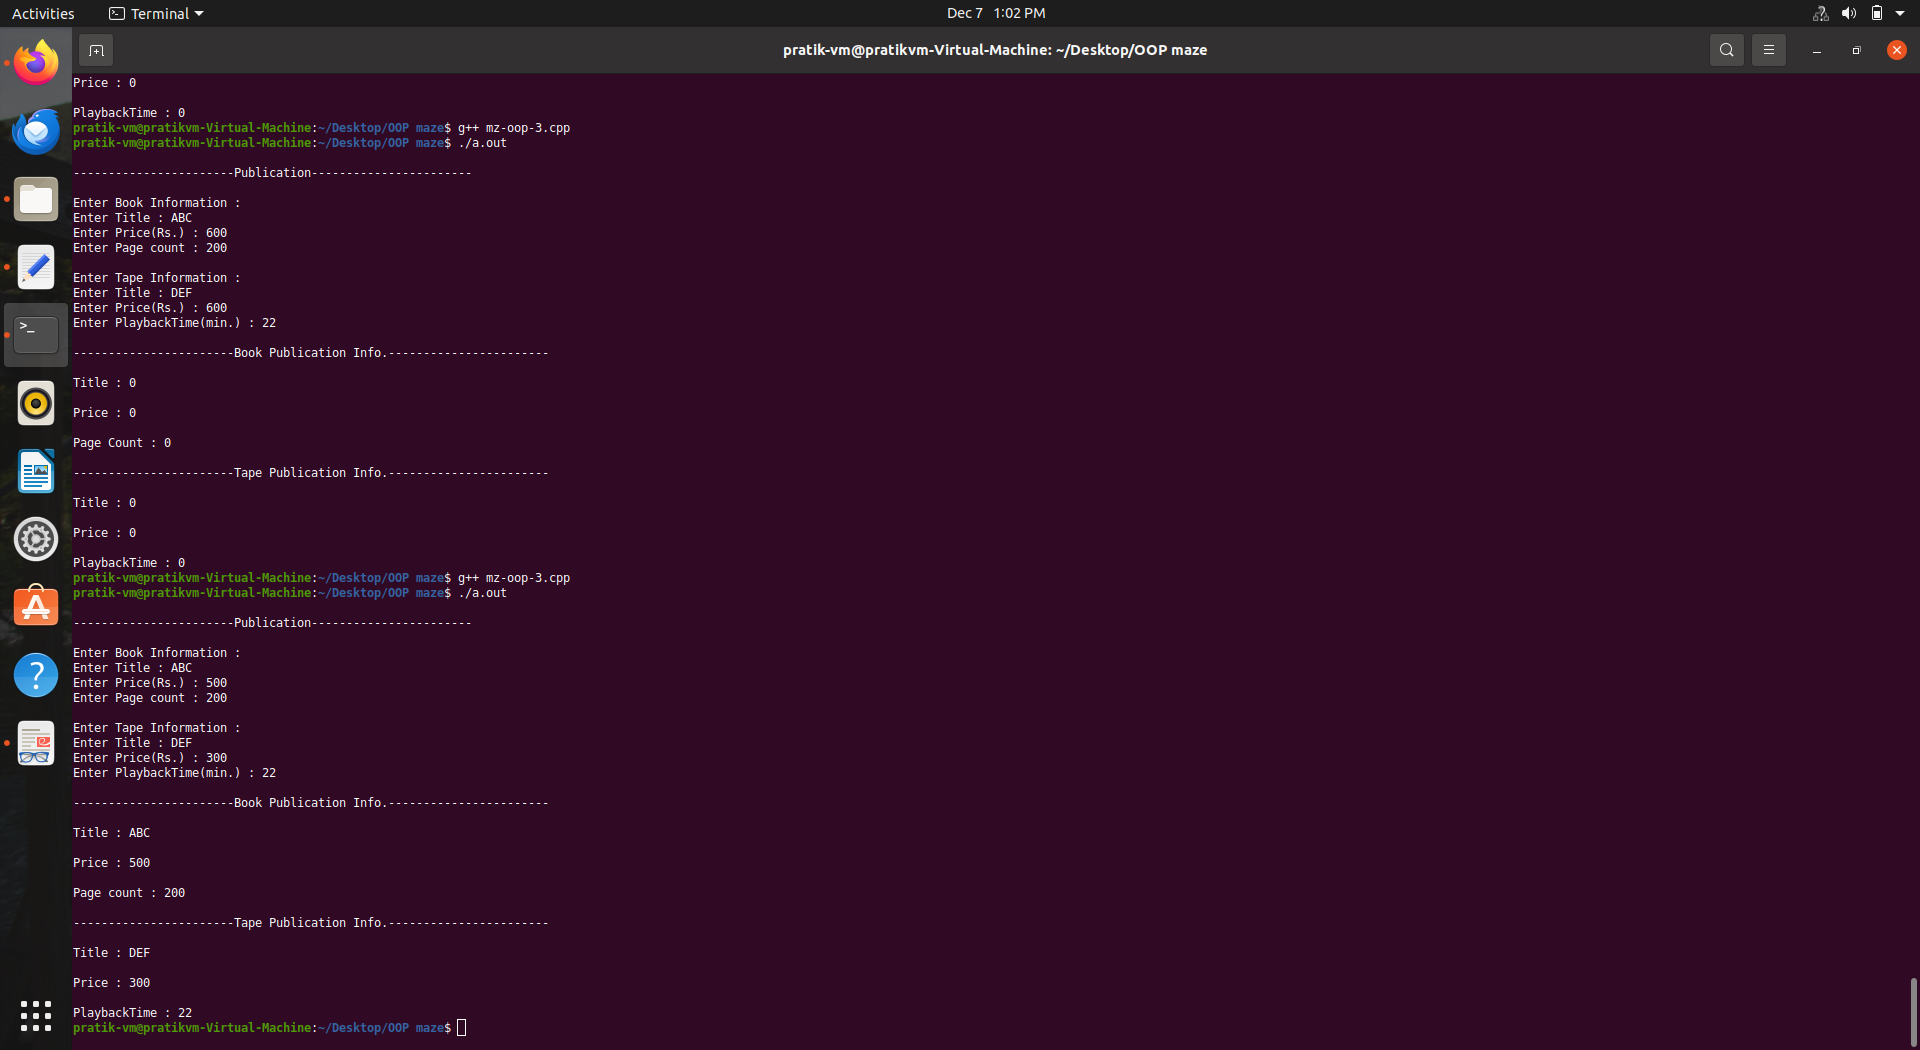 Activities
Terminal
Dec 7 1:02 PM
pratik-vm@pratikvm-Virtual-Machine: ~/Desktop/OOP maze
Price : 0
PlaybackTime : 0
pratik-vm@pratikvm-Virtual-Machine:~/Desktop/OOP maze$ g++ mz-oop-3.cpp
pratik-vm@pratikvm-Virtual-Machine:~/Desktop/OOP maze$ ./a.out
-----------------------Publication-----------------------
Enter Book Information :
Enter Title : ABC
Enter Price(Rs.) : 600
Enter Page count : 200
Enter Tape Information :
Enter Title : DEF
Enter Price(Rs.) : 600
Enter PlaybackTime(min.) : 22
-----------------------Book Publication Info.-----------------------
Title : 0
Price : 0
Page Count : 0
-----------------------Tape Publication Info.-----------------------
Title : 0
Price : 0
PlaybackTime : 0
pratik-vm@pratikvm-Virtual-Machine:~/Desktop/OOP maze$ g++ mz-oop-3.cpp
pratik-vm@pratikvm-Virtual-Machine:~/Desktop/OOP maze$ ./a.out
-----------------------Publication-----------------------
Enter Book Information :
Enter Title : ABC
Enter Price(Rs.) : 500
Enter Page count : 200
Enter Tape Information :
Enter Title : DEF
Enter Price(Rs.) : 300
Enter PlaybackTime(min.) : 22
-----------------------Book Publication Info.-----------------------
Title : ABC
Price : 500
Page count : 200
-----------------------Tape Publication Info.-----------------------
Title : DEF
Price : 300
PlaybackTime : 22
pratik-vm@pratikvm-Virtual-Machine:~/Desktop/OOP maze$